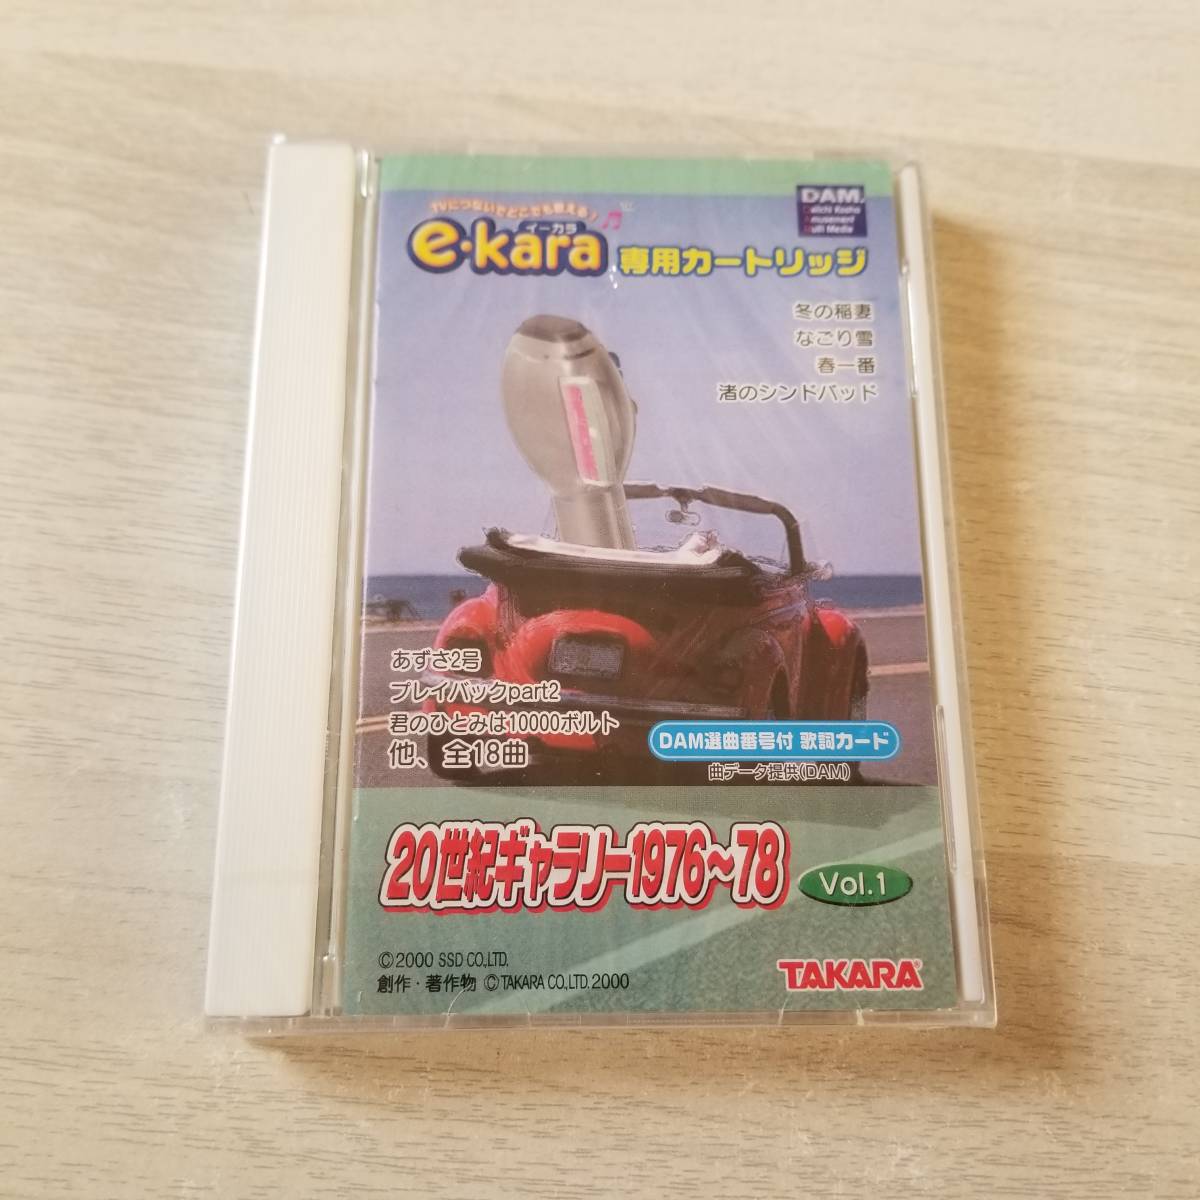 TVにつないでどこでも歌える♪
イーカラ
e·kara 専用カートリッジ
DAM
Daiichi Kosho
Amusement
Multi Media
冬の稲妻
なごり雪
春一番
渚のシンドバッド
あずさ2号
プレイバックpart2
君のひとみは10000ボルト
他、全18曲
DAM選曲番号付 歌詞カード
曲データ提供(DAM)
20世紀ギャラリー1976〜78
Vol.1
©2000 SSD CO.,LTD.
創作・著作物 ©TAKARA CO.,LTD.2000
TAKARA®